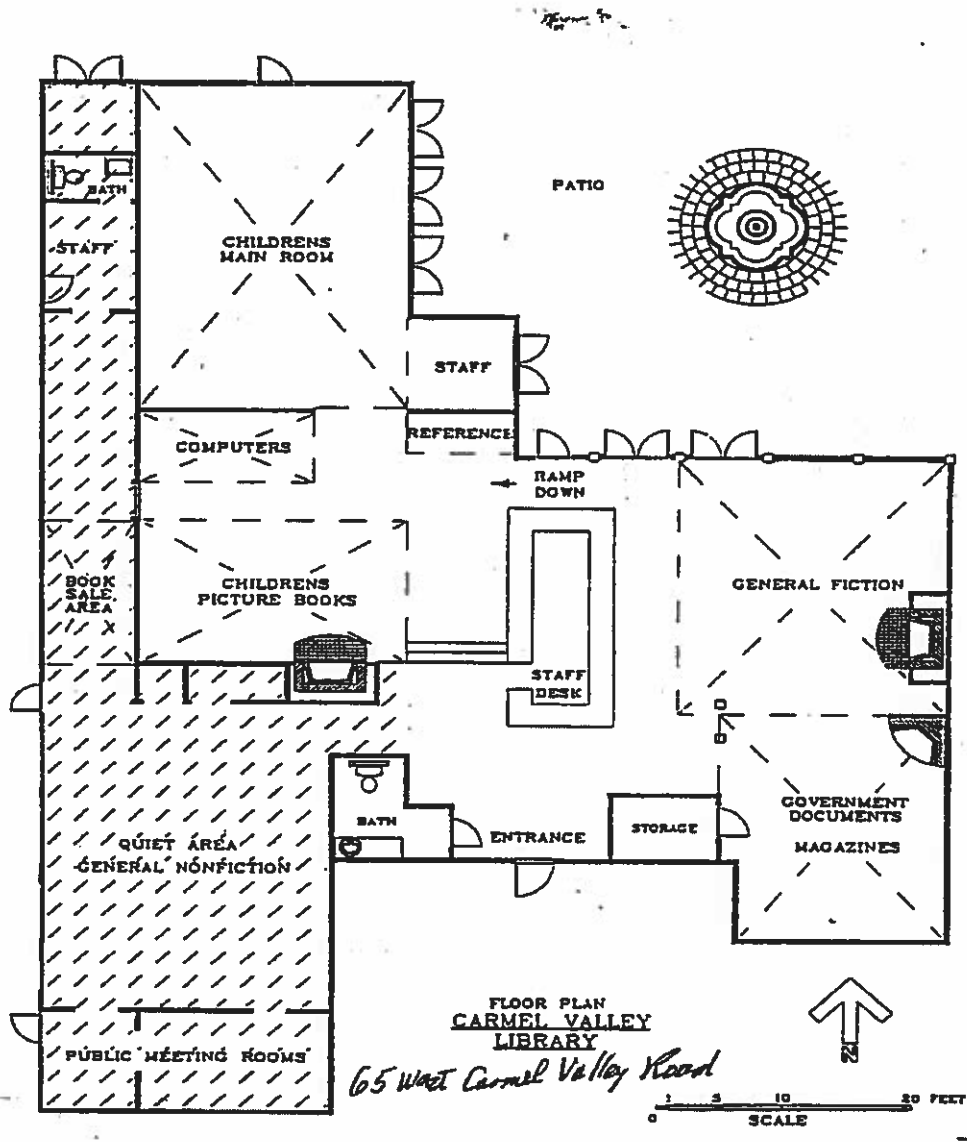 PATIO
BATH
STAFF
CHILDRENS
MAIN ROOM
STAFF
REFERENCE
COMPUTERS
RAMP
DOWN
BOOK
SALE
AREA
CHILDRENS
PICTURE BOOKS
GENERAL FICTION
STAFF
DESK
BATH
ENTRANCE
STORAGE
GOVERNMENT
DOCUMENTS
MAGAZINES
QUIET AREA
GENERAL NONFICTION
PUBLIC MEETING ROOMS
FLOOR PLAN
CARMEL VALLEY
LIBRARY
65 West Carmel Valley Road
N
0 1 5 10 20 FEET
SCALE